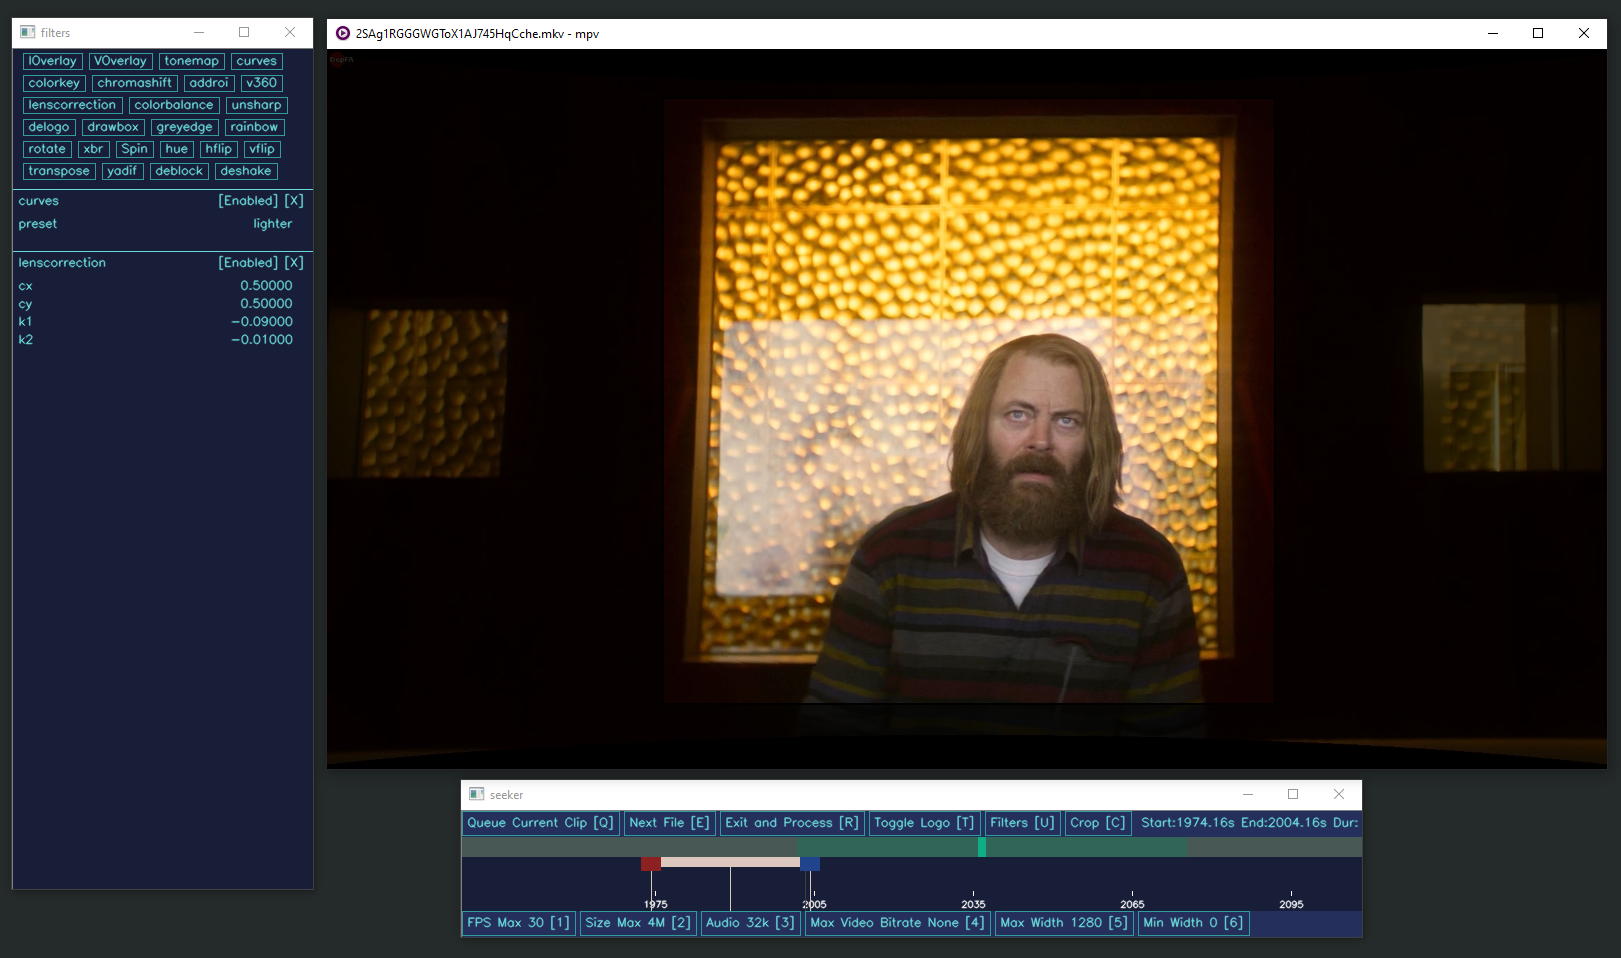 filters
IOverlay VOverlay tonemap curves
colorkey chromashift addroi v360
lenscorrection colorbalance unsharp
delogo drawbox greyedge rainbow
rotate xbr Spin hue hflip vflip
transpose yadif deblock deshake
curves [Enabled] [X]
preset lighter
lenscorrection [Enabled] [X]
cx 0.50000
cy 0.50000
k1 -0.09000
k2 -0.01000
2SAg1RGGGWGToX1AJ745HqCche.mkv - mpv
seeker
Queue Current Clip [Q] Next File [E] Exit and Process [R] Toggle Logo [T] Filters [U] Crop [C] Start:1974.16s End:2004.16s Dur:
1975 2005 2035 2065 2095
FPS Max 30 [1] Size Max 4M [2] Audio 32k [3] Max Video Bitrate None [4] Max Width 1280 [5] Min Width 0 [6]